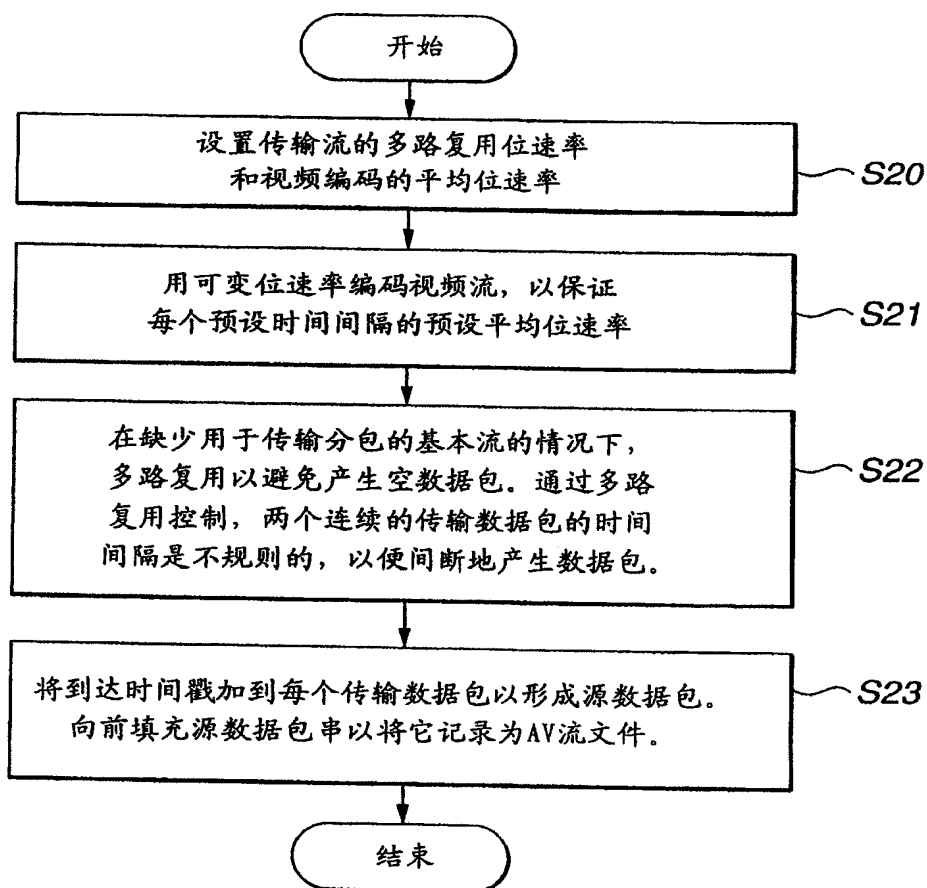 开始
设置传输流的多路复用位速率
和视频编码的平均位速率
S20
用可变位速率编码视频流，以保证
每个预设时间间隔的预设平均位速率
S21
在缺少用于传输分包的基本流的情况下，
多路复用以避免产生空数据包。通过多路
复用控制，两个连续的传输数据包的时间
间隔是不规则的，以便间断地产生数据包。
S22
将到达时间戳加到每个传输数据包以形成源数据包。
向前填充源数据包串以将它记录为AV流文件。
S23
结束